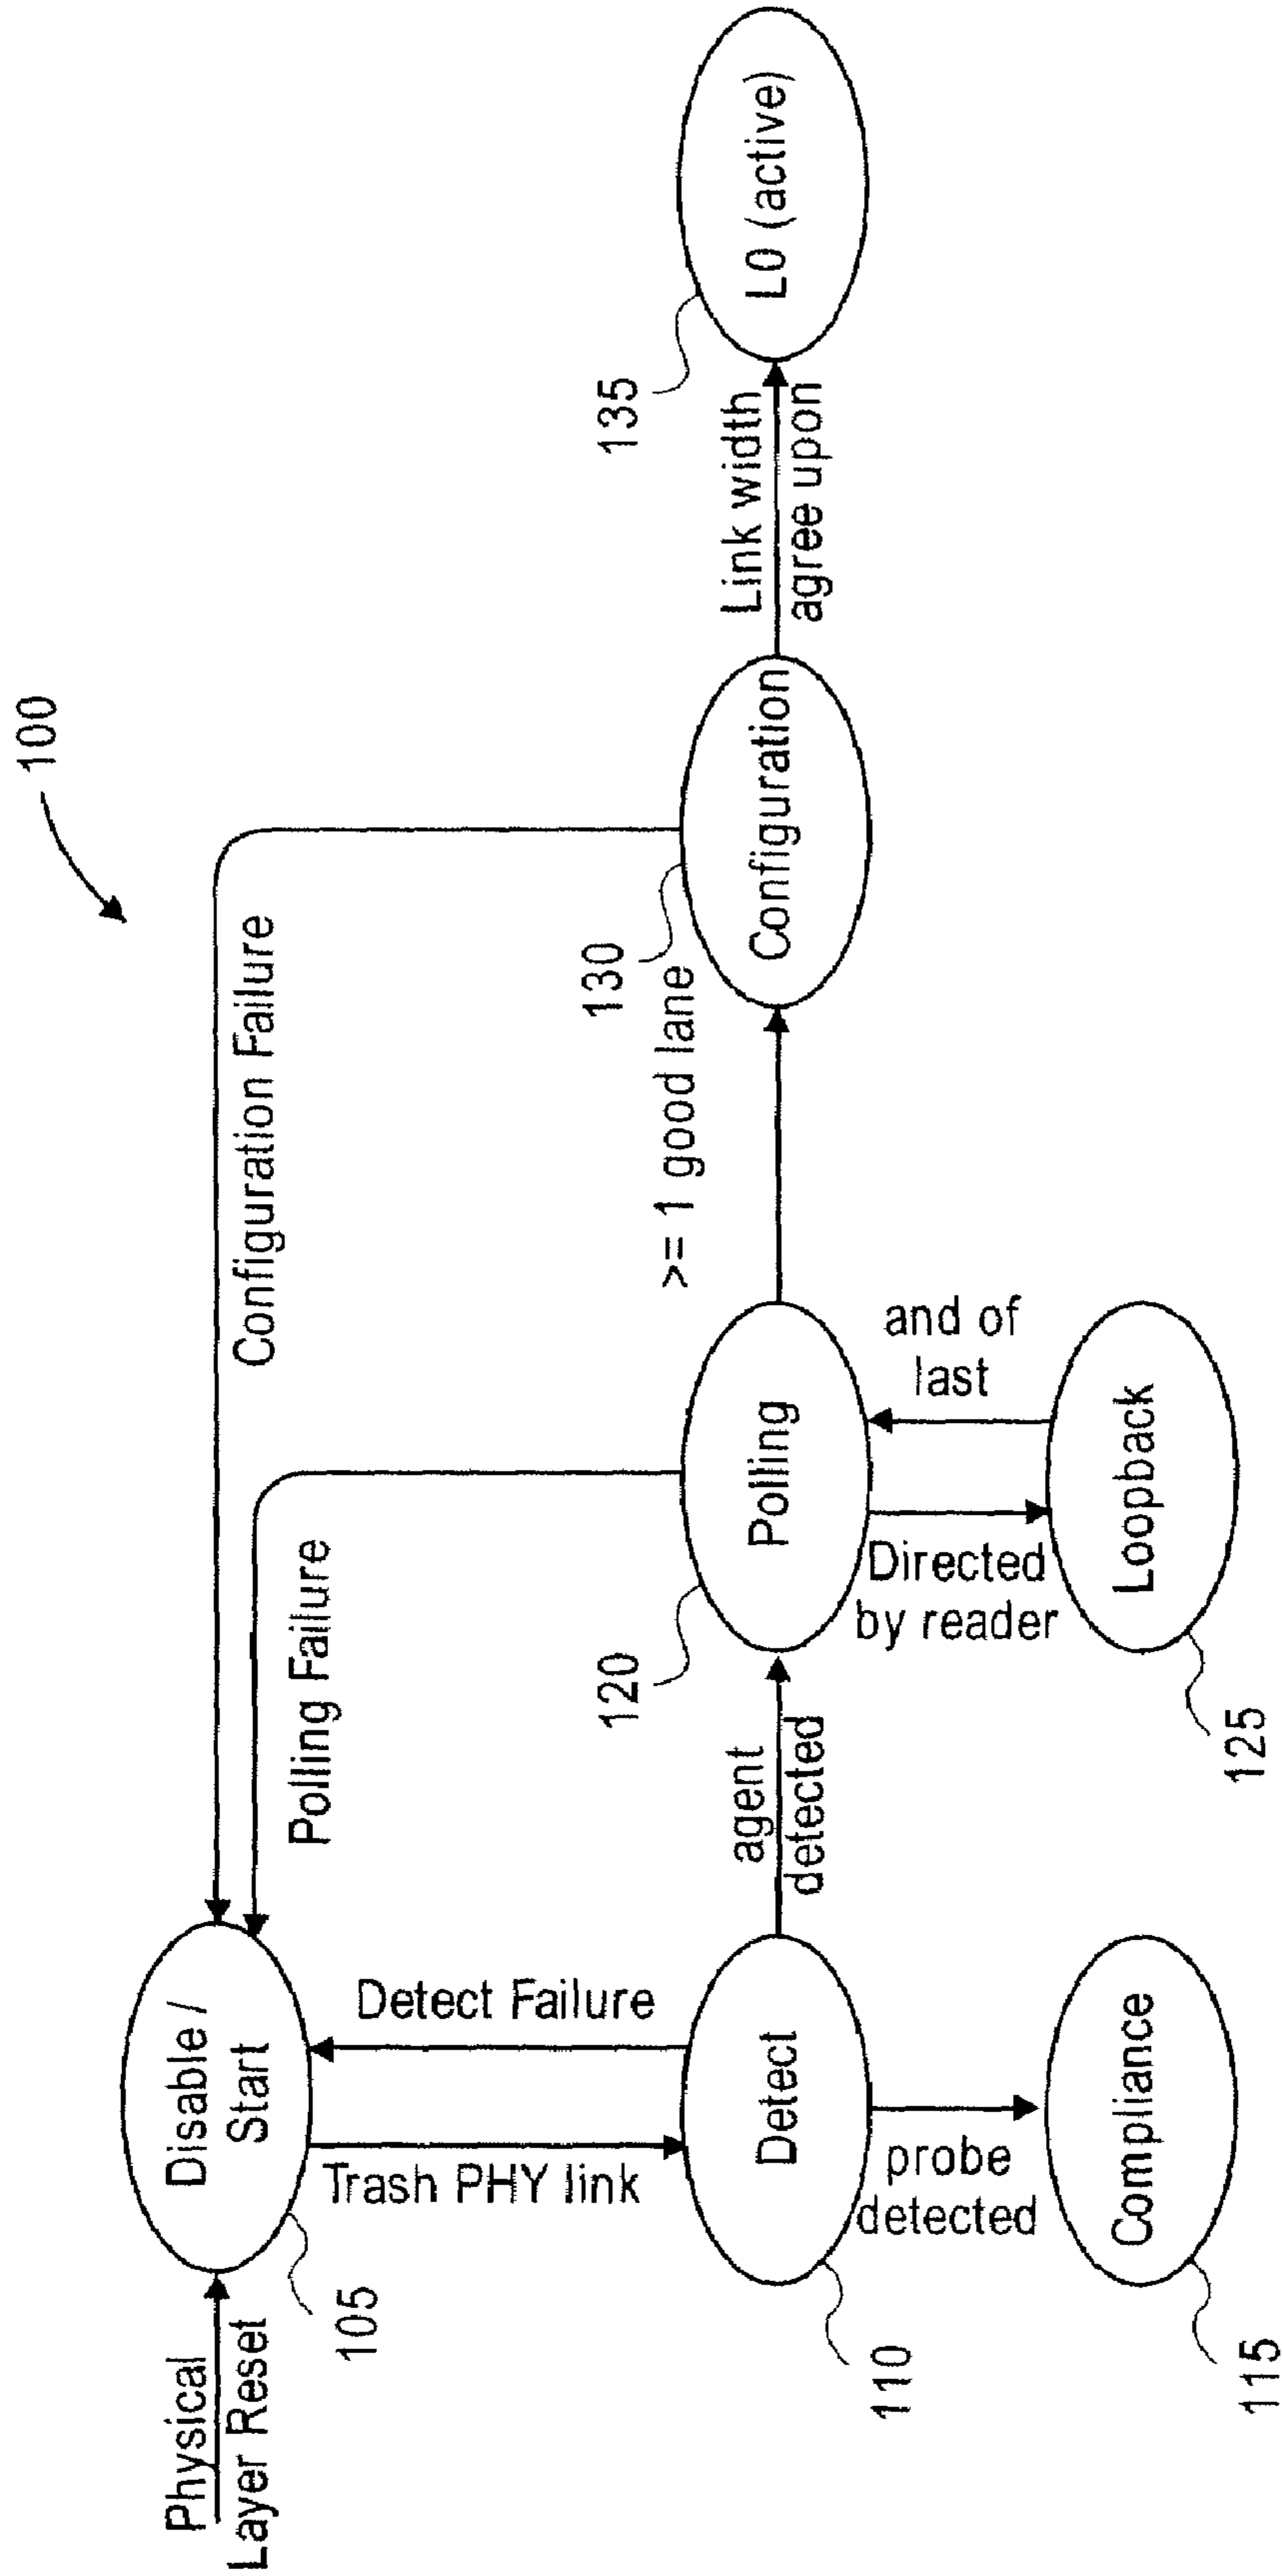 100
Physical
Layer Reset
Disable /
Start
105
Configuration Failure
Polling Failure
Detect Failure
Trash PHY link
Detect
110
agent
detected
Polling
120
>= 1 good lane
Configuration
130
Link width
agree upon
L0 (active)
135
probe
detected
Compliance
115
Directed
by reader
and of
last
Loopback
125